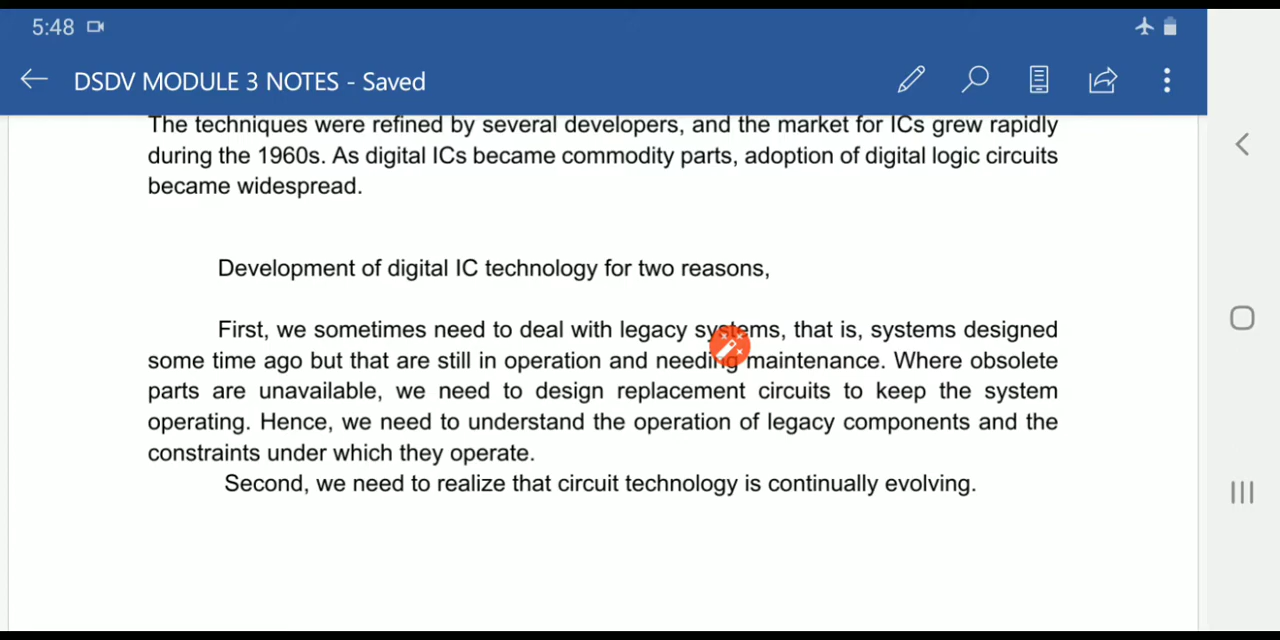 5:48
DSDV MODULE 3 NOTES - Saved
The techniques were refined by several developers, and the market for ICs grew rapidly
during the 1960s. As digital ICs became commodity parts, adoption of digital logic circuits
became widespread.
Development of digital IC technology for two reasons,
First, we sometimes need to deal with legacy systems, that is, systems designed
some time ago but that are still in operation and needing maintenance. Where obsolete
parts are unavailable, we need to design replacement circuits to keep the system
operating. Hence, we need to understand the operation of legacy components and the
constraints under which they operate.
Second, we need to realize that circuit technology is continually evolving.